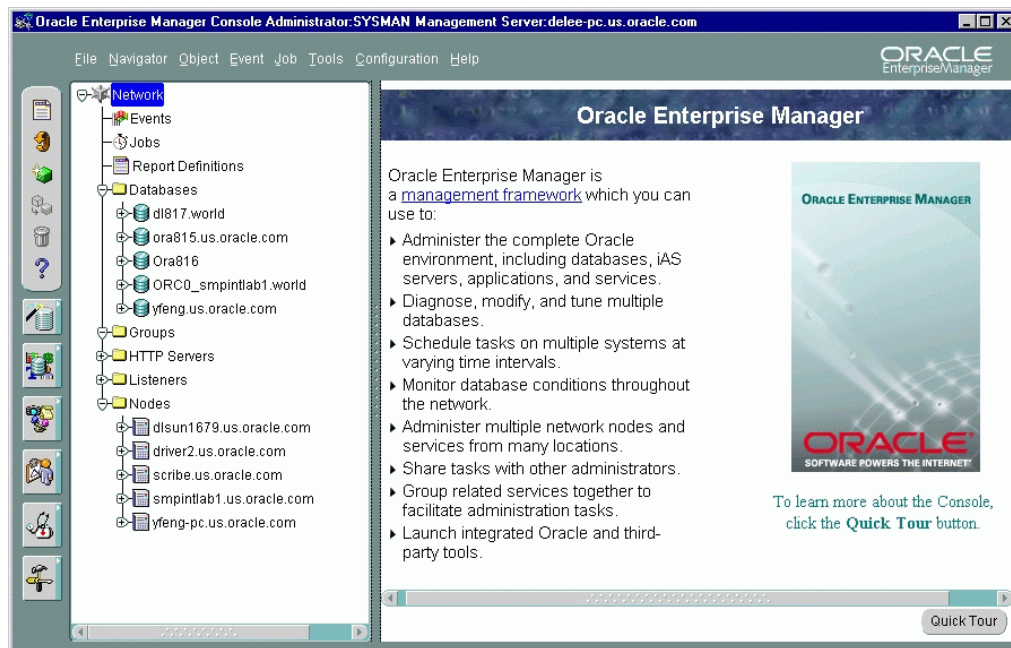 Oracle Enterprise Manager Console Administrator:SYSMAN Management Server:delee-pc.us.oracle.com
File Navigator Object Event Job Tools Configuration Help
ORACLE
EnterpriseManager
Network
Events
Jobs
Report Definitions
Databases
dl817.world
ora815.us.oracle.com
Ora816
ORC0_smpintlab1.world
yfeng.us.oracle.com
Groups
HTTP Servers
Listeners
Nodes
dlsun1679.us.oracle.com
driver2.us.oracle.com
scribe.us.oracle.com
smpintlab1.us.oracle.com
yfeng-pc.us.oracle.com
Oracle Enterprise Manager
Oracle Enterprise Manager is
a management framework which you can
use to:
Administer the complete Oracle
environment, including databases, iAS
servers, applications, and services.
Diagnose, modify, and tune multiple
databases.
Schedule tasks on multiple systems at
varying time intervals.
Monitor database conditions throughout
the network.
Administer multiple network nodes and
services from many locations.
Share tasks with other administrators.
Group related services together to
facilitate administration tasks.
Launch integrated Oracle and third-
party tools.
ORACLE ENTERPRISE MANAGER
ORACLE
SOFTWARE POWERS THE INTERNET
To learn more about the Console,
click the Quick Tour button.
Quick Tour